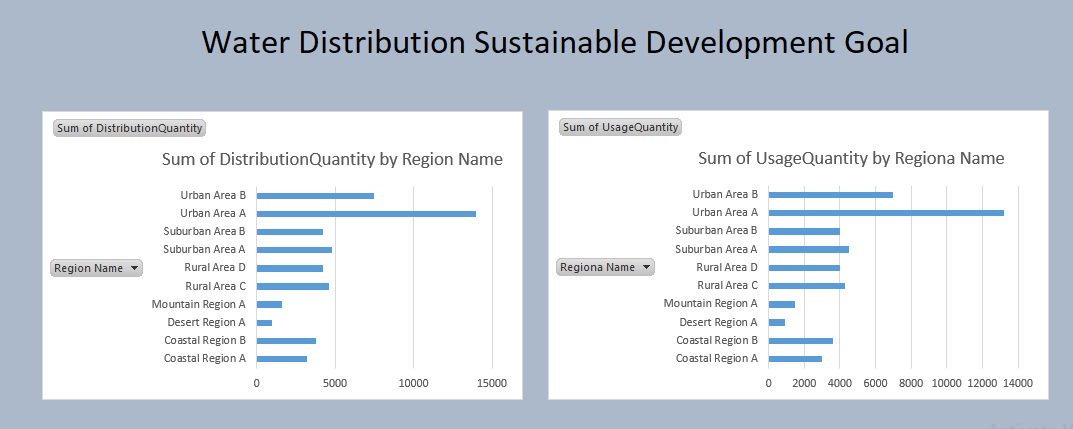 Water Distribution Sustainable Development Goal
Sum of DistributionQuantity
Sum of DistributionQuantity by Region Name
Urban Area B
Urban Area A
Suburban Area B
Suburban Area A
Rural Area D
Rural Area C
Mountain Region A
Desert Region A
Coastal Region B
Coastal Region A
Region Name
0 5000 10000 15000
Sum of UsageQuantity
Sum of UsageQuantity by Regiona Name
Urban Area B
Urban Area A
Suburban Area B
Suburban Area A
Rural Area D
Rural Area C
Mountain Region A
Desert Region A
Coastal Region B
Coastal Region A
Regiona Name
0 2000 4000 6000 8000 10000 12000 14000